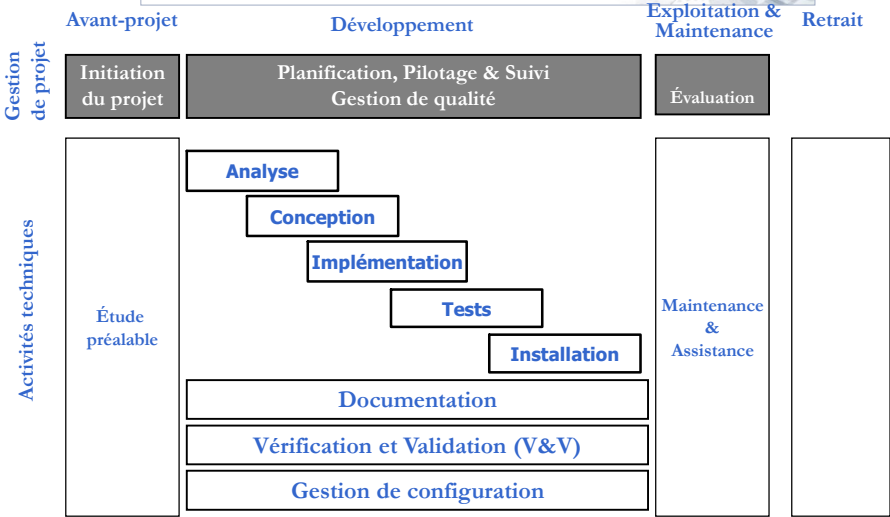 Avant-projet
Développement
Exploitation &
Maintenance
Retrait
Gestion
de projet
Initiation
du projet
Planification, Pilotage & Suivi
Gestion de qualité
Évaluation
Activités techniques
Étude
préalable
Analyse
Conception
Implémentation
Tests
Installation
Documentation
Vérification et Validation (V&V)
Gestion de configuration
Maintenance
&
Assistance